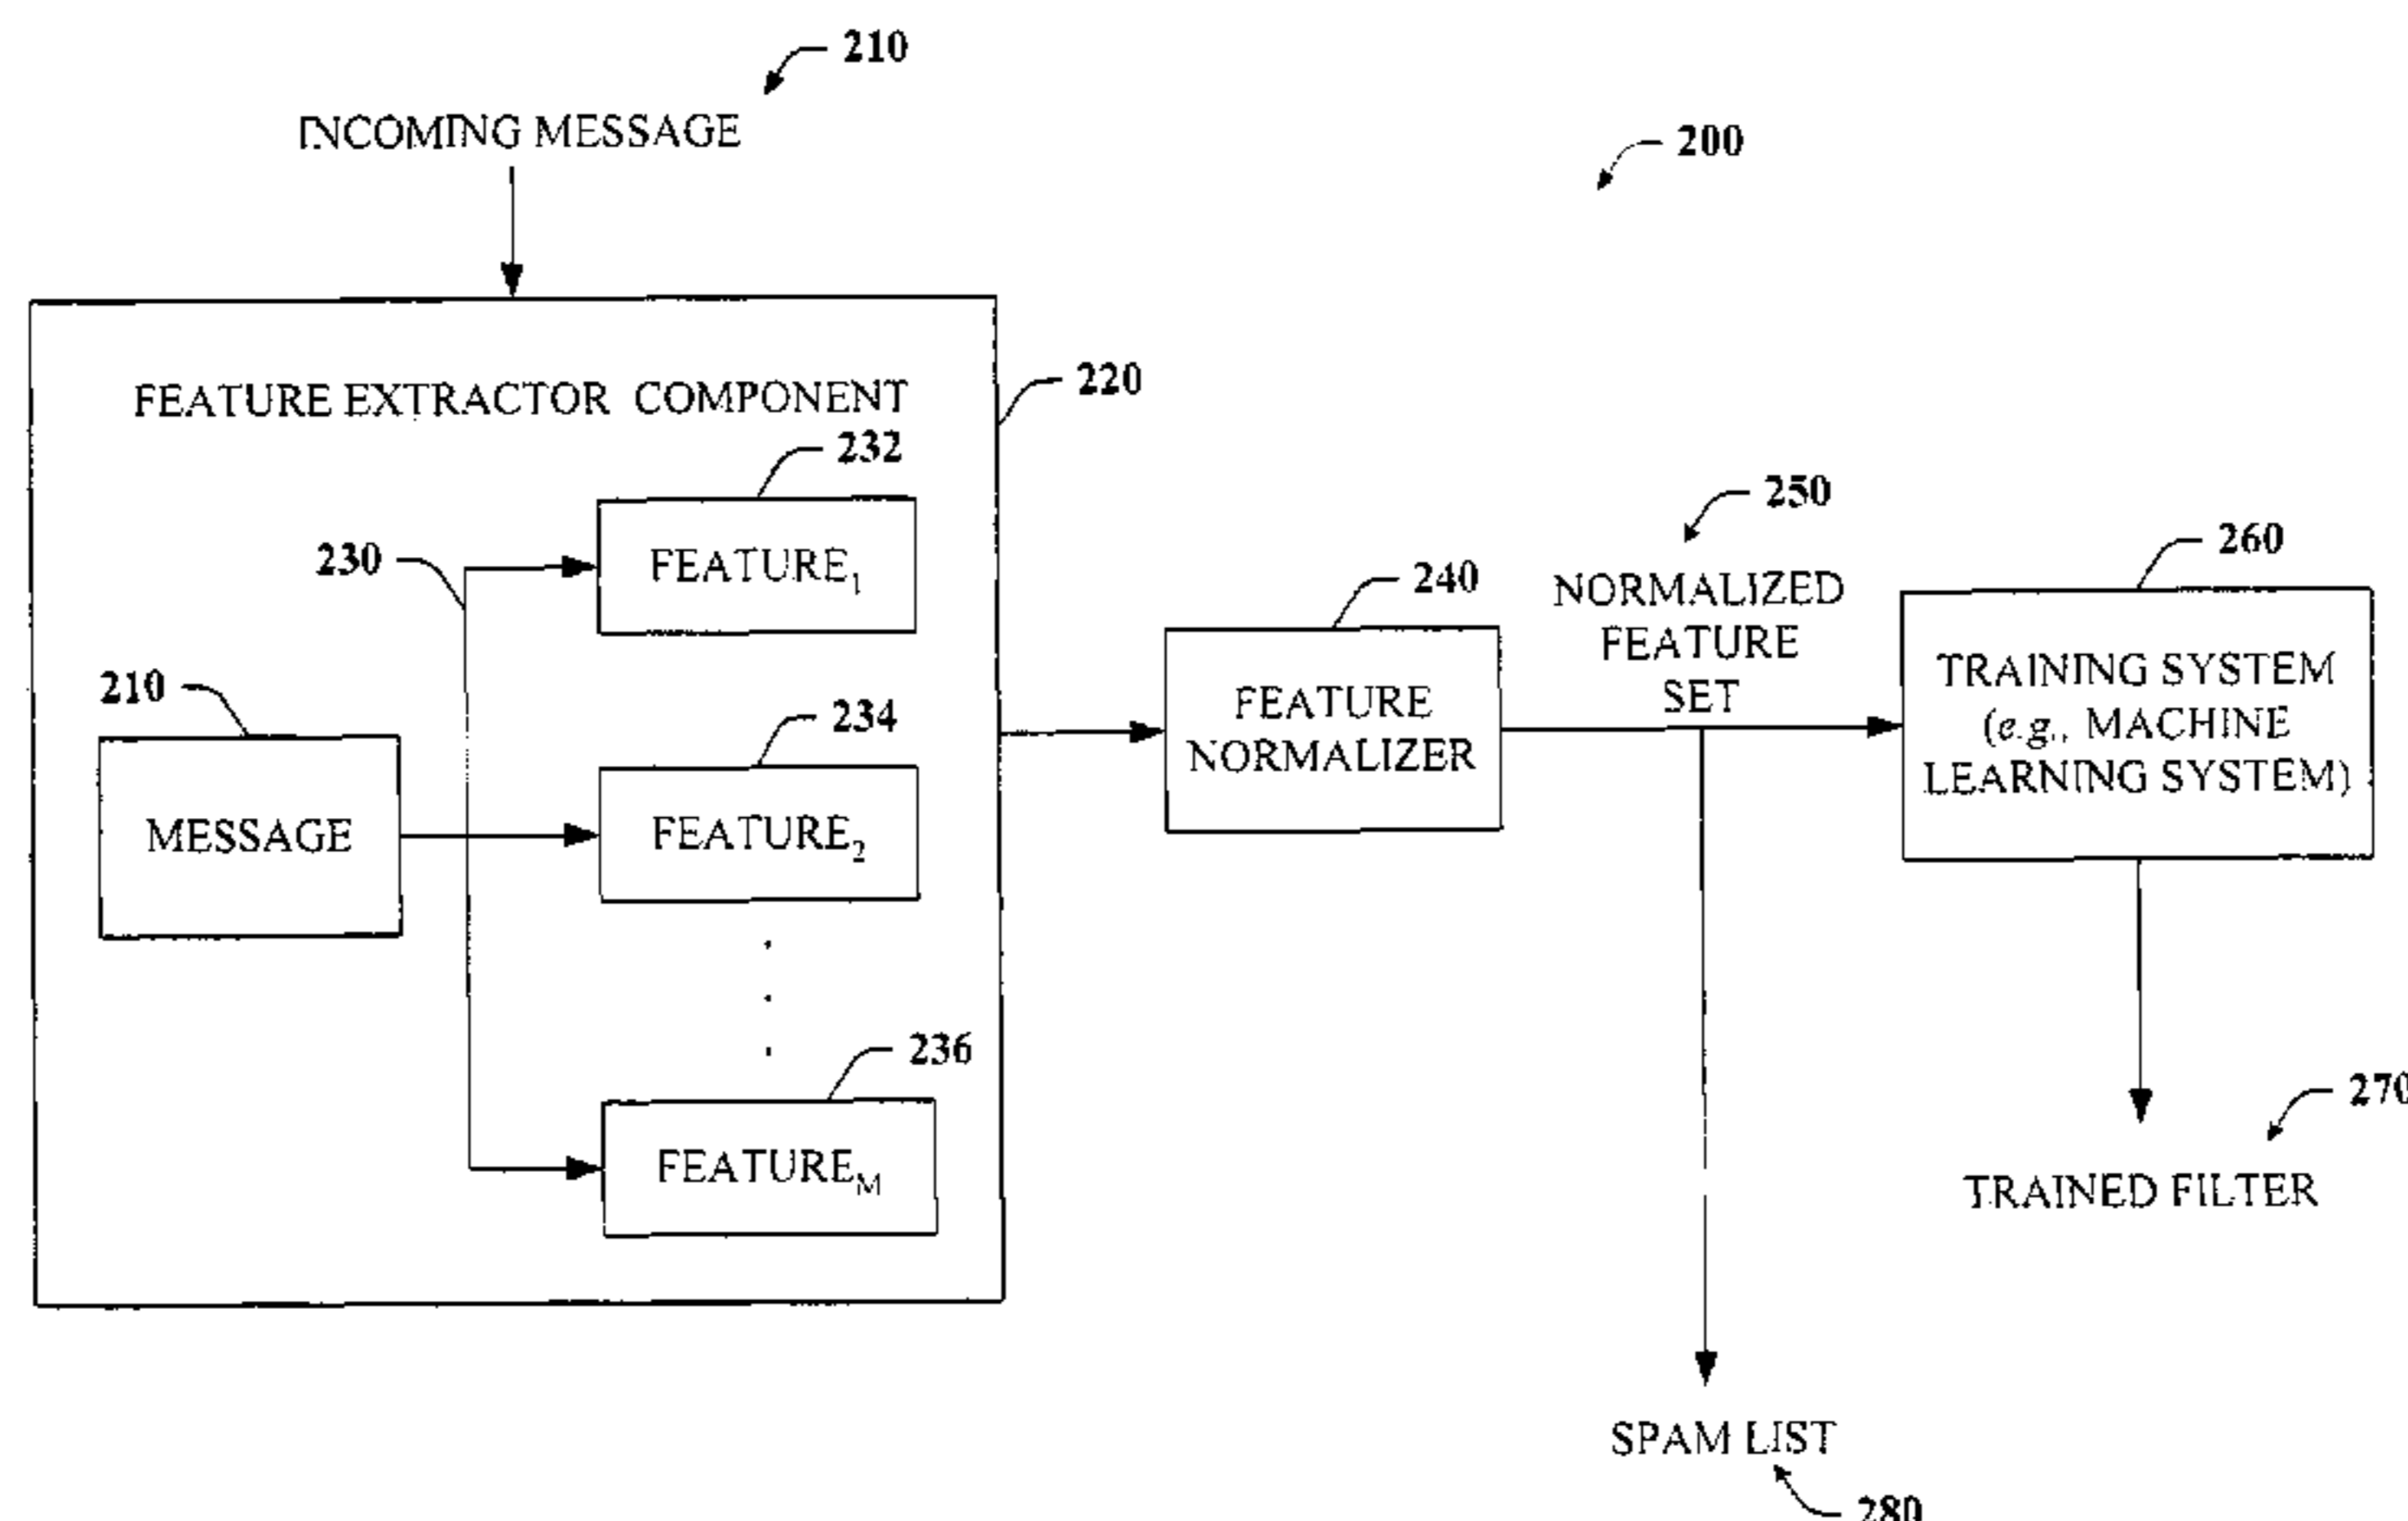 210
INCOMING MESSAGE
200
FEATURE EXTRACTOR COMPONENT
220
232
230
FEATURE1
250
NORMALIZED
FEATURE
SET
240
260
FEATURE
NORMALIZER
TRAINING SYSTEM
(e.g., MACHINE
LEARNING SYSTEM)
210
234
MESSAGE
FEATURE2
236
FEATUREM
270
TRAINED FILTER
SPAM LIST
280